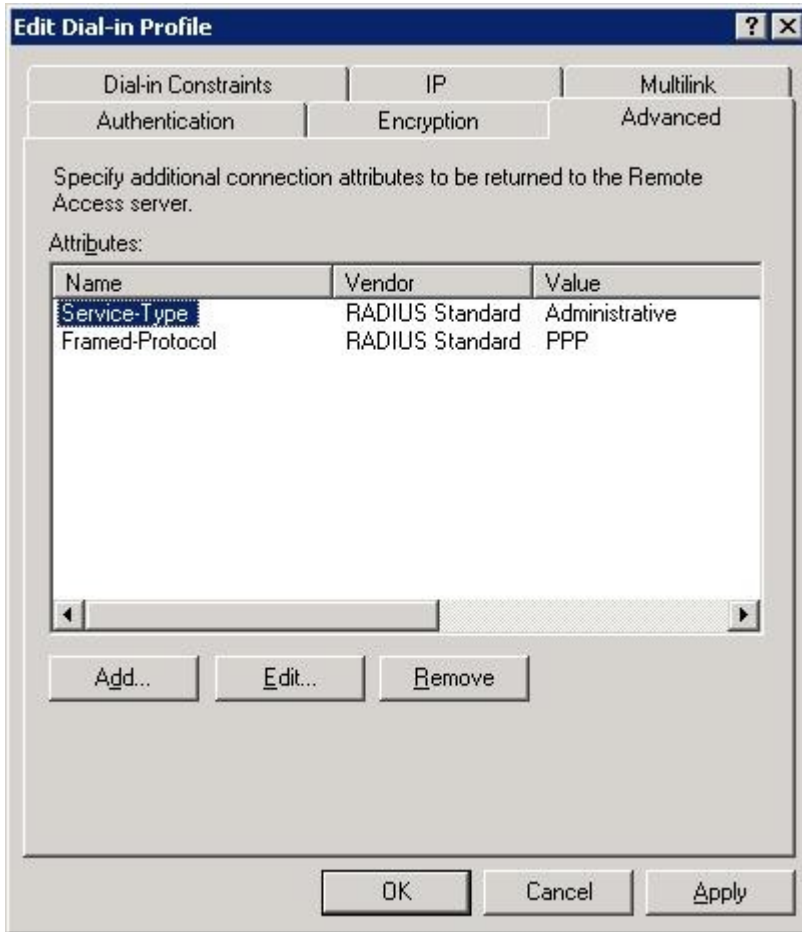 Edit Dial-in Profile
? X
Dial-in Constraints IP Multilink
Authentication Encryption Advanced
Specify additional connection attributes to be returned to the Remote
Access server.
Attributes:
Name Vendor Value
Service-Type RADIUS Standard Administrative
Framed-Protocol RADIUS Standard PPP
Add... Edit... Remove
OK Cancel Apply